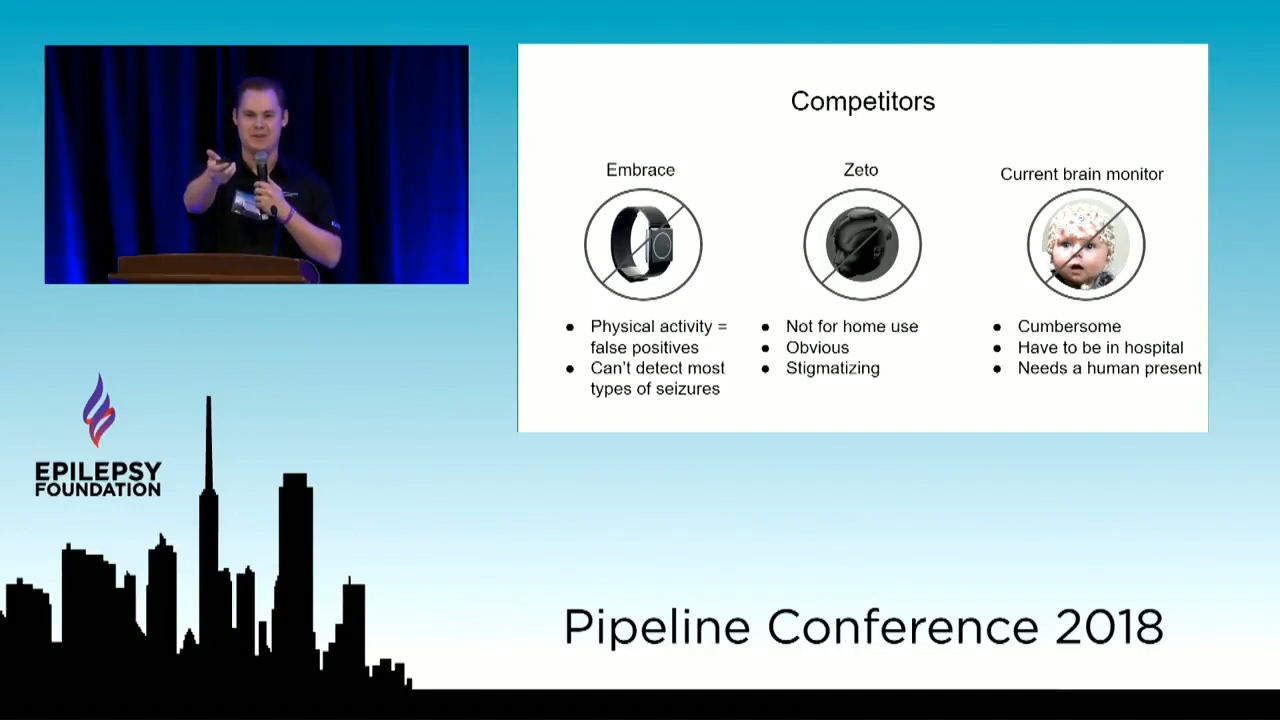 Competitors
Embrace
Zeto
Current brain monitor
● Physical activity =
false positives
● Can't detect most
types of seizures
● Not for home use
● Obvious
● Stigmatizing
● Cumbersome
● Have to be in hospital
● Needs a human present
EPILEPSY
FOUNDATION
Pipeline Conference 2018